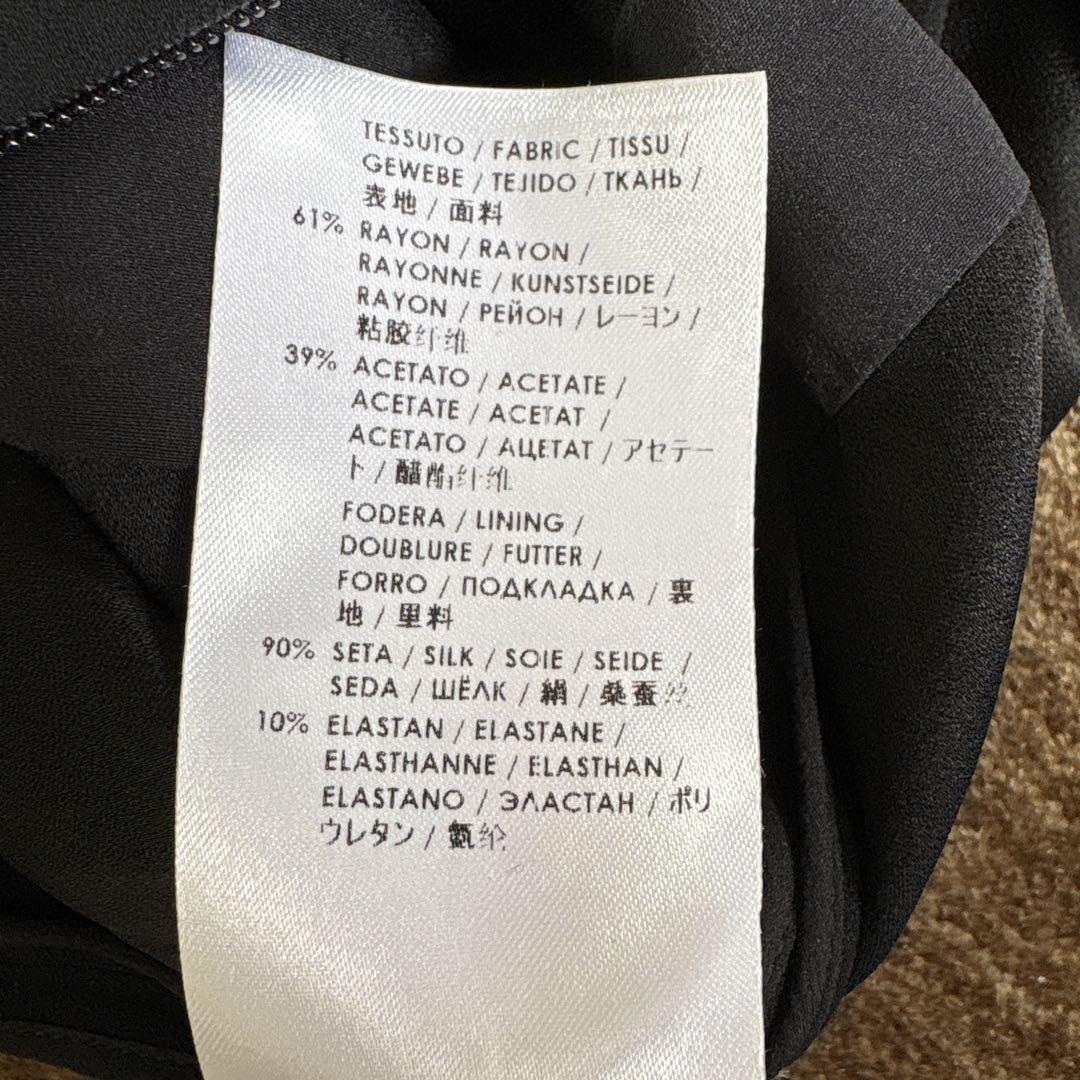 TESSUTO / FABRIC / TISSU /
GEWEBE / TEJIDO / ТКАНЬ /
表地 / 面料
61% RAYON / RAYON /
RAYONNE / KUNSTSEIDE /
RAYON / РЕЙОН / レーヨン /
粘胶纤维
39% ACETATO / ACETATE /
ACETATE / ACETAT /
ACETATO / АЦЕТАТ / アセテー
ト / 醋酯纤维
FODERA / LINING /
DOUBLURE / FUTTER /
FORRO / ПОДКЛАДКА / 裏
地 / 里料
90% SETA / SILK / SOIE / SEIDE /
SEDA / ШЁЛК / 絹 / 桑蚕丝
10% ELASTAN / ELASTANE /
ELASTHANNE / ELASTHAN /
ELASTANO / ЭЛАСТАН / ポリ
ウレタン / 氨纶